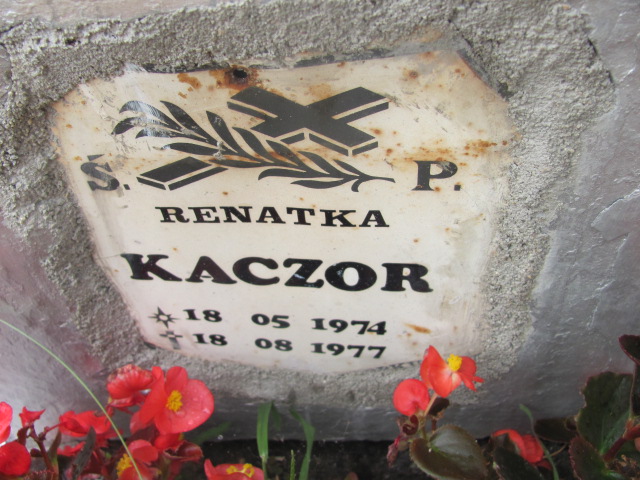 Ś. P.
RENATKA
KACZOR
✲ 18 05 1974
† 18 08 1977